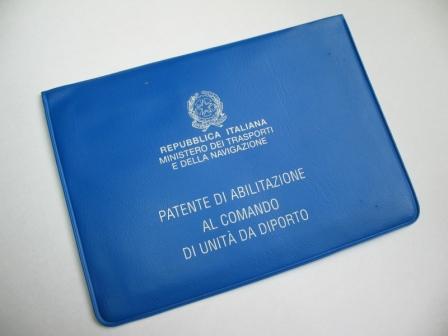 REPUBBLICA ITALIANA
MINISTERO DEI TRASPORTI
E DELLA NAVIGAZIONE
PATENTE DI ABILITAZIONE
AL COMANDO
DI UNITÀ DA DIPORTO